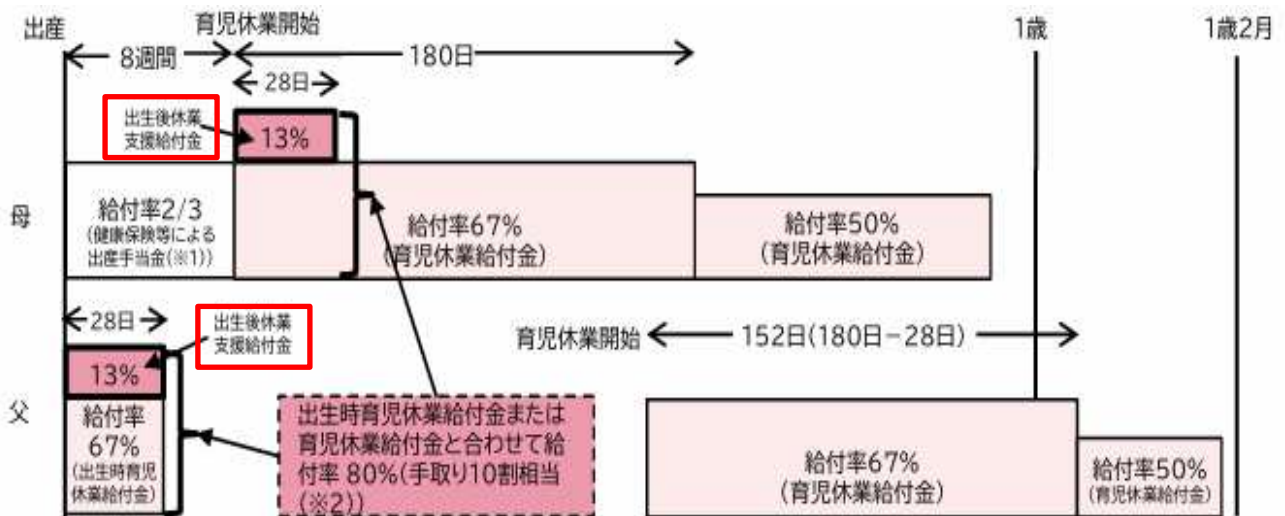 出産
育児休業開始
1歳
1歳2月
8週間
180日
28日
出生後休業
支援給付金
13%
母
給付率2/3
(健康保険等による
出産手当金(※1))
給付率67%
(育児休業給付金)
給付率50%
(育児休業給付金)
28日
出生後休業
支援給付金
育児休業開始
152日(180日-28日)
13%
父
給付率
67%
(出生時育児
休業給付金)
出生時育児休業給付金または
育児休業給付金と合わせて給
付率 80%(手取り10割相当
(※2))
給付率67%
(育児休業給付金)
給付率50%
(育児休業給付金)